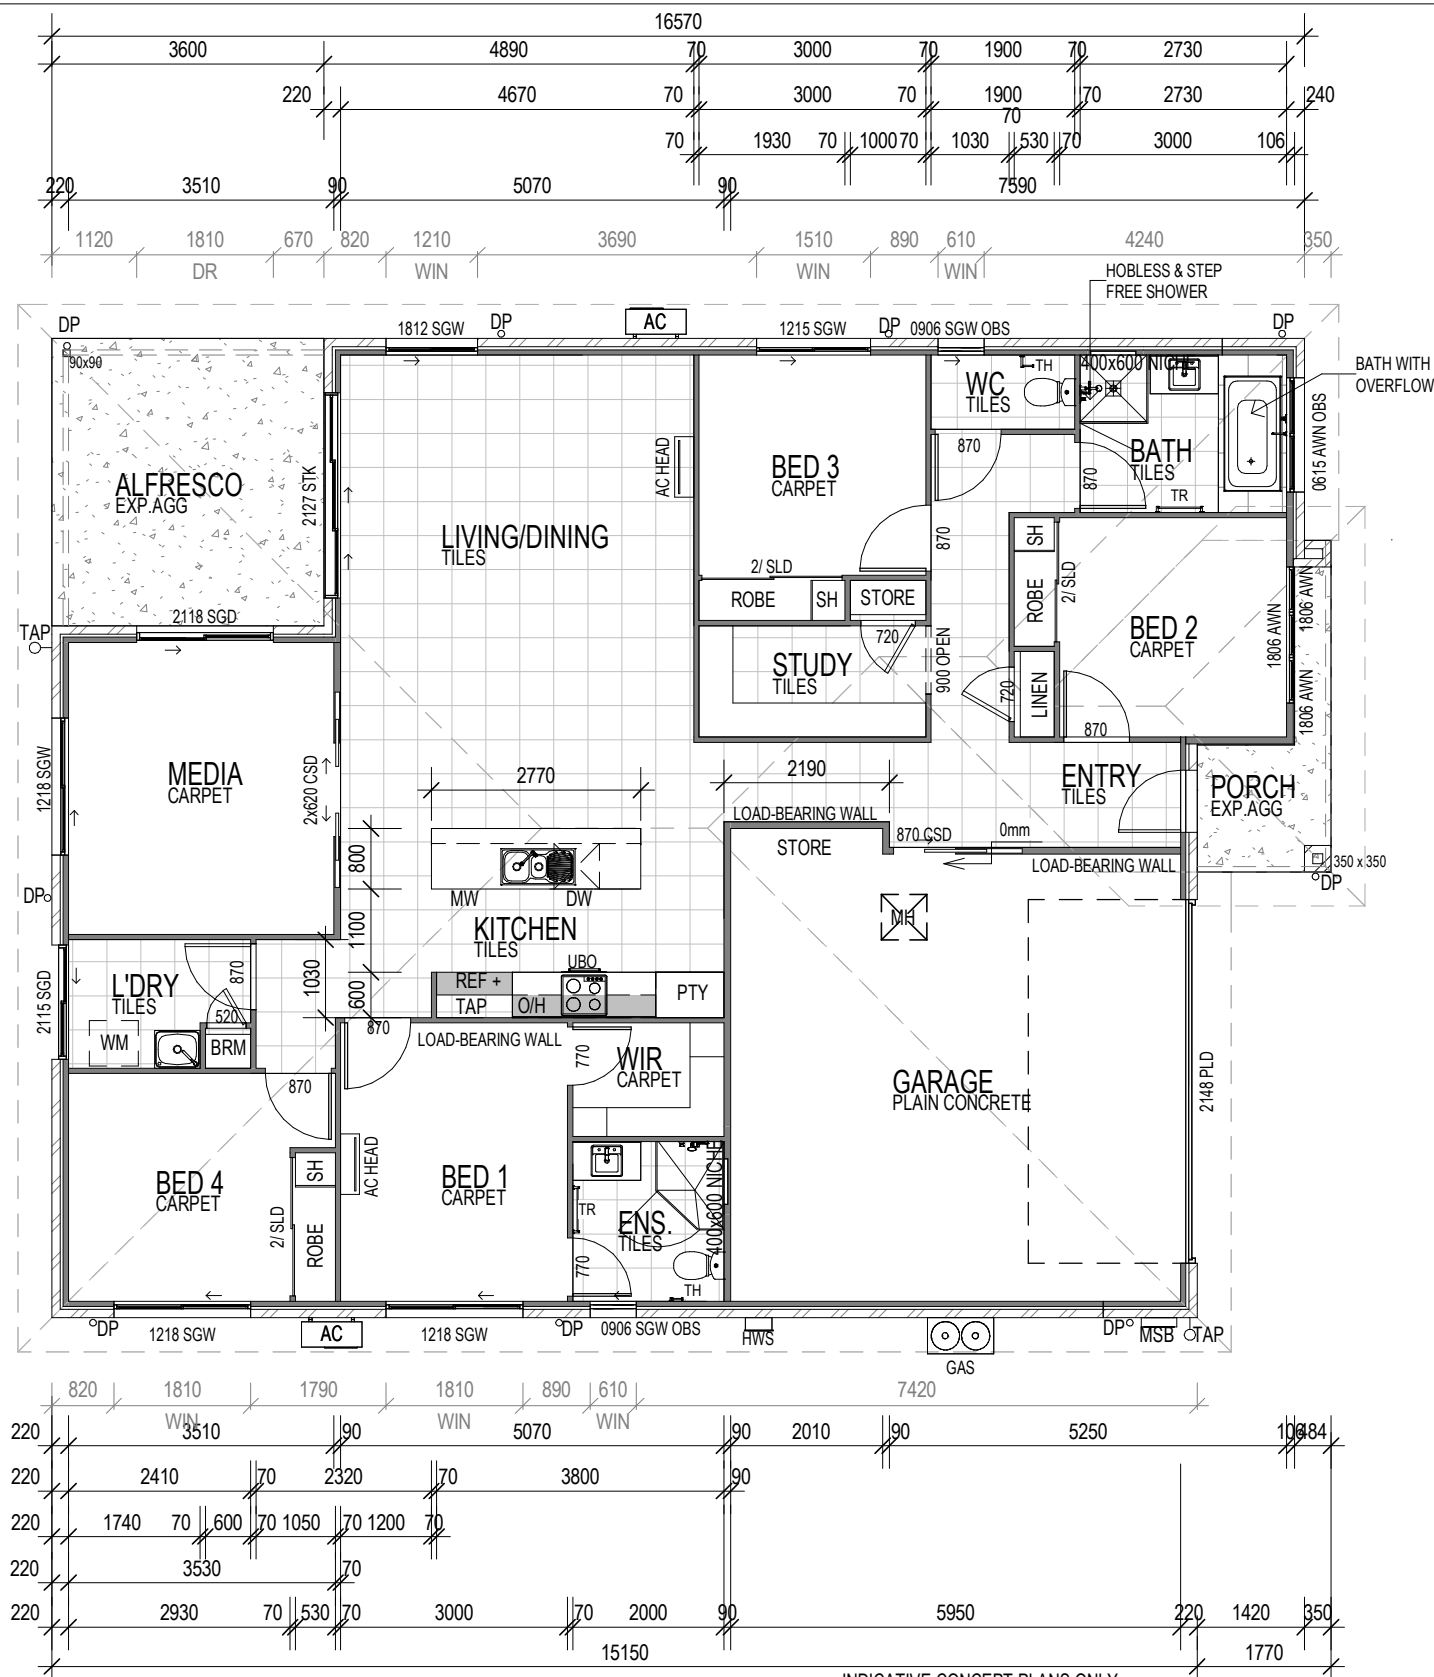 16570
3600 4890 70 3000 70 1900 70 2730
220 4670 70 3000 70 1900 70 2730 240
70
70 1930 70 1000 70 1030 530 70 3000 106
220 3510 90 5070 90 7590
1120 1810 670 820 1210 3690 1510 890 610 4240 350
DR WIN WIN WIN
HOBLESS & STEP
FREE SHOWER
DP
1812 SGW
DP
AC
1215 SGW
DP
0906 SGW OBS
DP
90x90
BATH WITH
OVERFLOW
WC
TILES
TH
400x600 NICHE
870
BATH
TILES
870
TR
0615 AWN OBS
ALFRESCO
EXP.AGG
2127 STK
AC HEAD
BED 3
CARPET
LIVING/DINING
TILES
870
2/ SLD
ROBE
SH
STORE
SH
ROBE
2/ SLD
BED 2
CARPET
1806 AWN
1806 AWN
1806 AWN
2118 SGD
TAP
720
STUDY
TILES
900 OPEN
720
LINEN
870
MEDIA
CARPET
1218 SGW
2x620 CSD
2770
2190
ENTRY
TILES
PORCH
EXP.AGG
LOAD-BEARING WALL
870 CSD
0mm
STORE
LOAD-BEARING WALL
350 x 350
DP
800
MW
DW
DP
MH
KITCHEN
TILES
1100
UBO
L'DRY
TILES
870
1030
600
REF +
TAP
O/H
PTY
2115 SGD
520
WM
BRM
870
LOAD-BEARING WALL
770
WIR
CARPET
GARAGE
PLAIN CONCRETE
2148 PLD
870
AC HEAD
BED 4
CARPET
SH
2/ SLD
ROBE
BED 1
CARPET
400x600 NICHE
TR
ENS.
TILES
770
TH
DP
1218 SGW
AC
1218 SGW
DP
0906 SGW OBS
HWS
GAS
DP
MSB
TAP
820 1810 1790 1810 890 610 7420
WIN WIN WIN
220 3510 90 5070 90 2010 90 5250 106 484
220 2410 70 2320 70 3800 90
220 1740 70 600 70 1050 70 1200 70
220 3530 70
220 2930 70 530 70 3000 70 2000 90 5950 220 1420 350
15150 1770
INDICATIVE CONCEPT PLANS ONLY